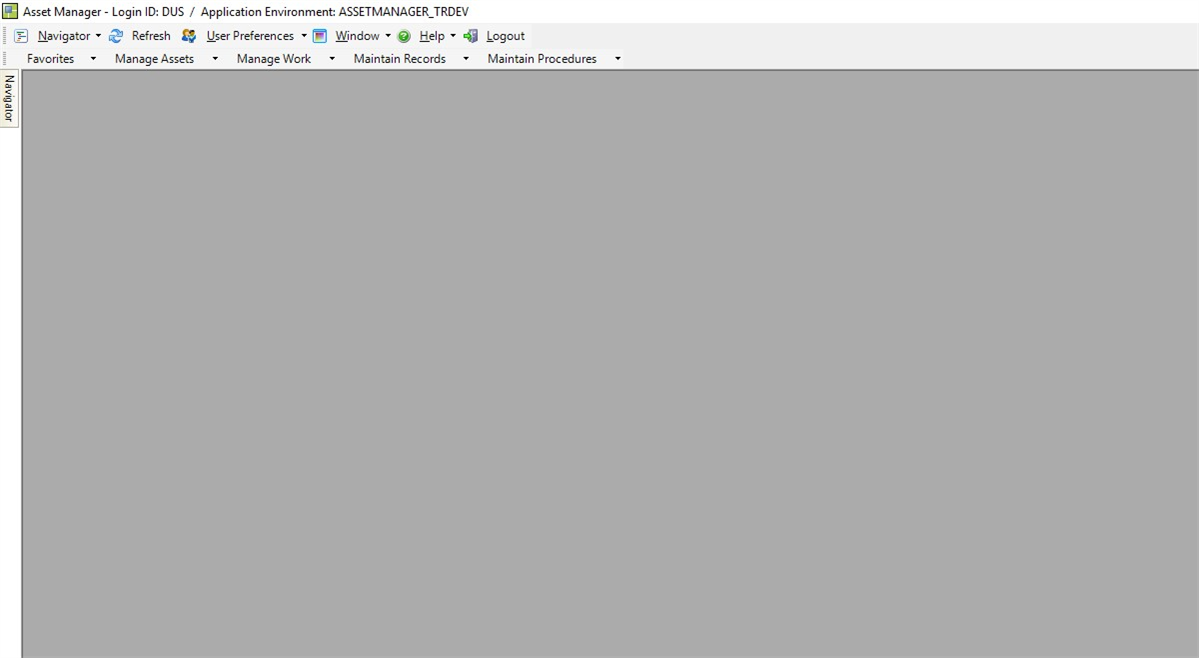 Asset Manager - Login ID: DUS / Application Environment: ASSETMANAGER_TRDEV
Navigator Refresh User Preferences Window Help Logout
Favorites Manage Assets Manage Work Maintain Records Maintain Procedures
Navigator